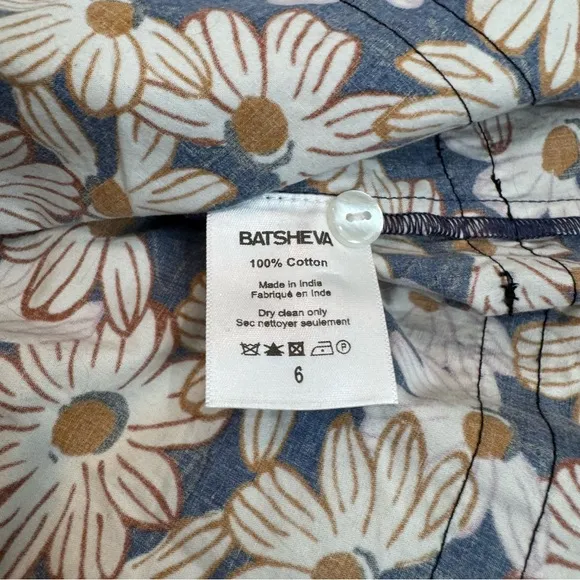 BATSHEVA
100% Cotton
Made in India
Fabriqué en Inde
Dry clean only
Sec nettoyer seulement
P
6